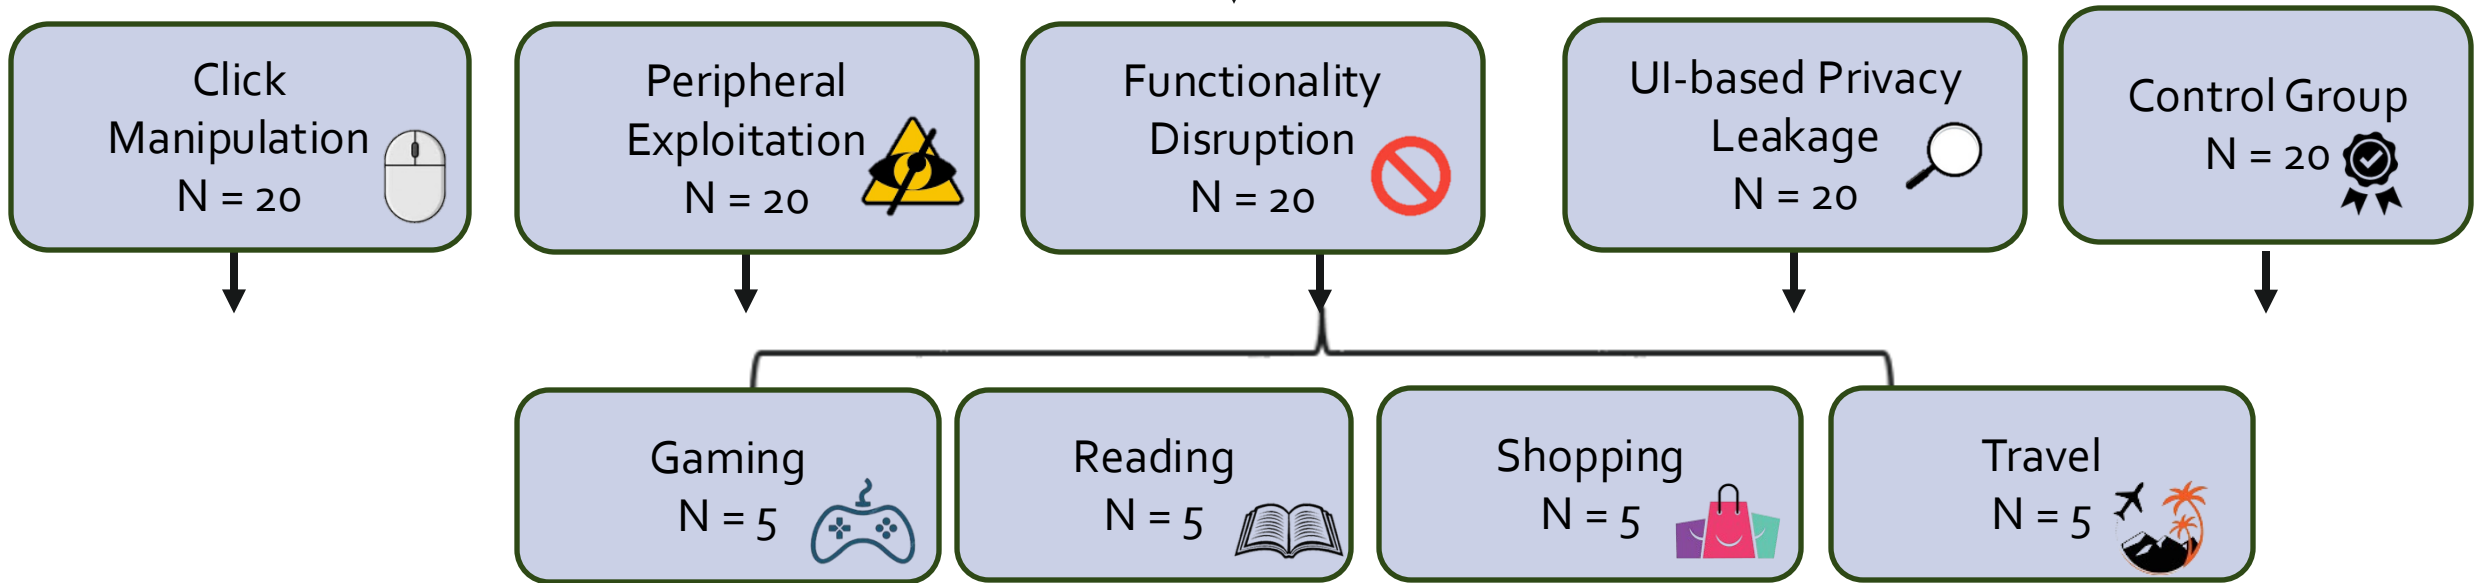 Click
Manipulation
N = 20
Peripheral
Exploitation
N = 20
Functionality
Disruption
N = 20
UI-based Privacy
Leakage
N = 20
Control Group
N = 20
Gaming
N = 5
Reading
N = 5
Shopping
N = 5
Travel
N = 5